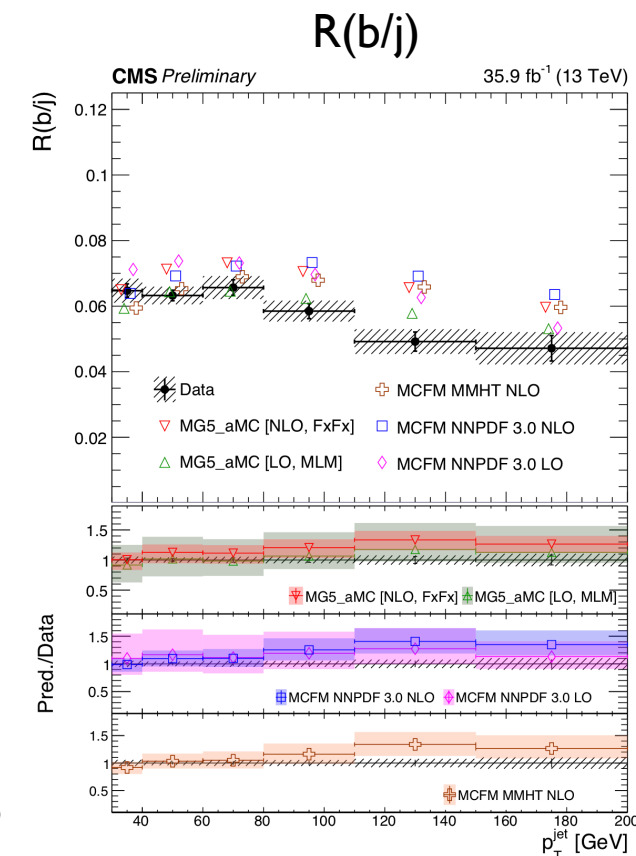 R(b/j)
CMS Preliminary 35.9 fb⁻¹ (13 TeV)
R(b/j)
0.12
0.1
0.08
0.06
0.04
0.02
Data
MCFM MMHT NLO
MG5_aMC [NLO, FxFx]
MCFM NNPDF 3.0 NLO
MG5_aMC [LO, MLM]
MCFM NNPDF 3.0 LO
Pred./Data
1.5
1
0.5
MG5_aMC [NLO, FxFx] MG5_aMC [LO, MLM]
1.5
1
0.5
MCFM NNPDF 3.0 NLO MCFM NNPDF 3.0 LO
1.5
1
0.5
MCFM MMHT NLO
40 60 80 100 120 140 160 180 200
p_T^jet [GeV]